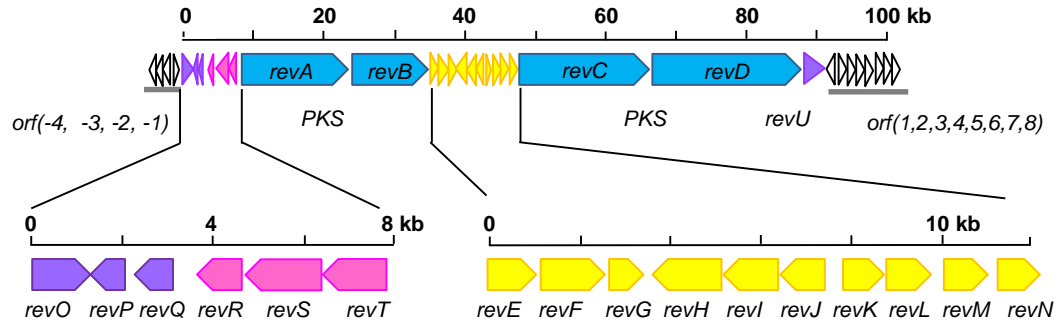 0 20 40 60 80 100 kb
revA revB revC revD
orf(-4, -3, -2, -1) PKS PKS revU orf(1,2,3,4,5,6,7,8)
0 4 8 kb 0 10 kb
revO revP revQ revR revS revT revE revF revG revH revI revJ revK revL revM revN